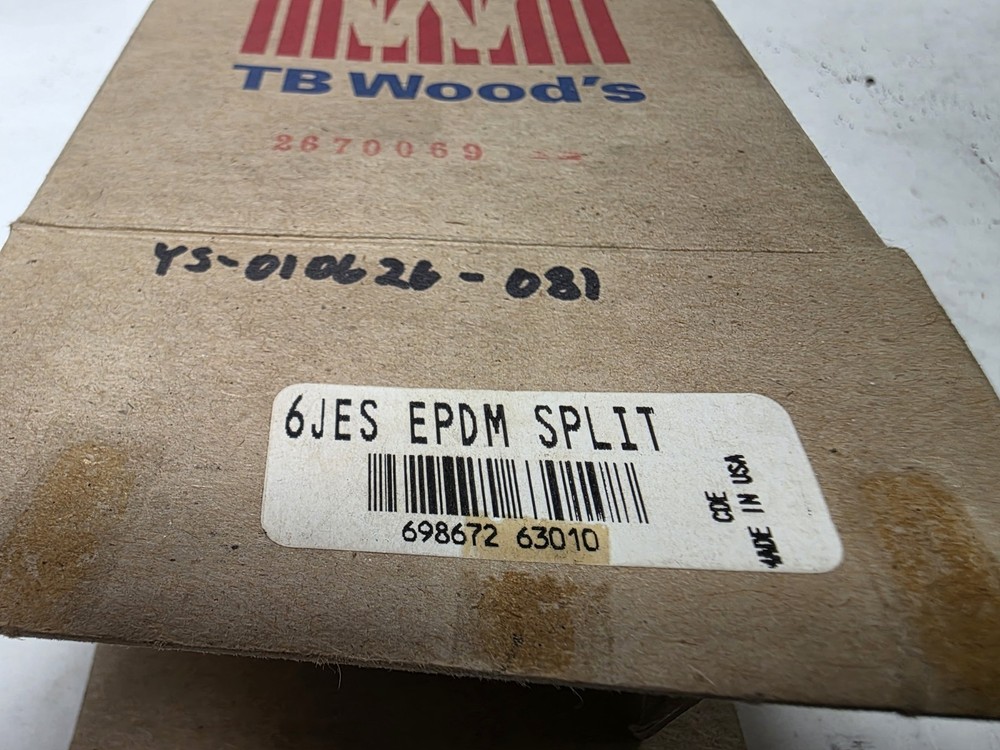 TB Wood's
2670069
YS-010626-081
6JES EPDM SPLIT
698672 63010
CDE
MADE IN USA